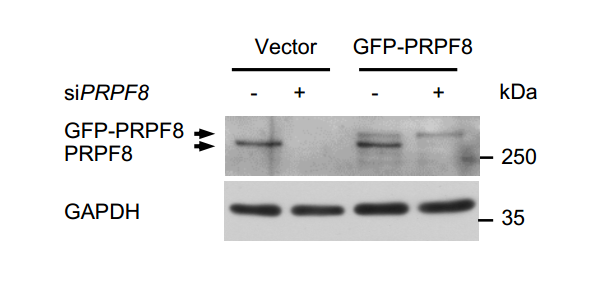 Vector GFP-PRPF8
siPRPF8 - + - + kDa
GFP-PRPF8
PRPF8
250
GAPDH
35